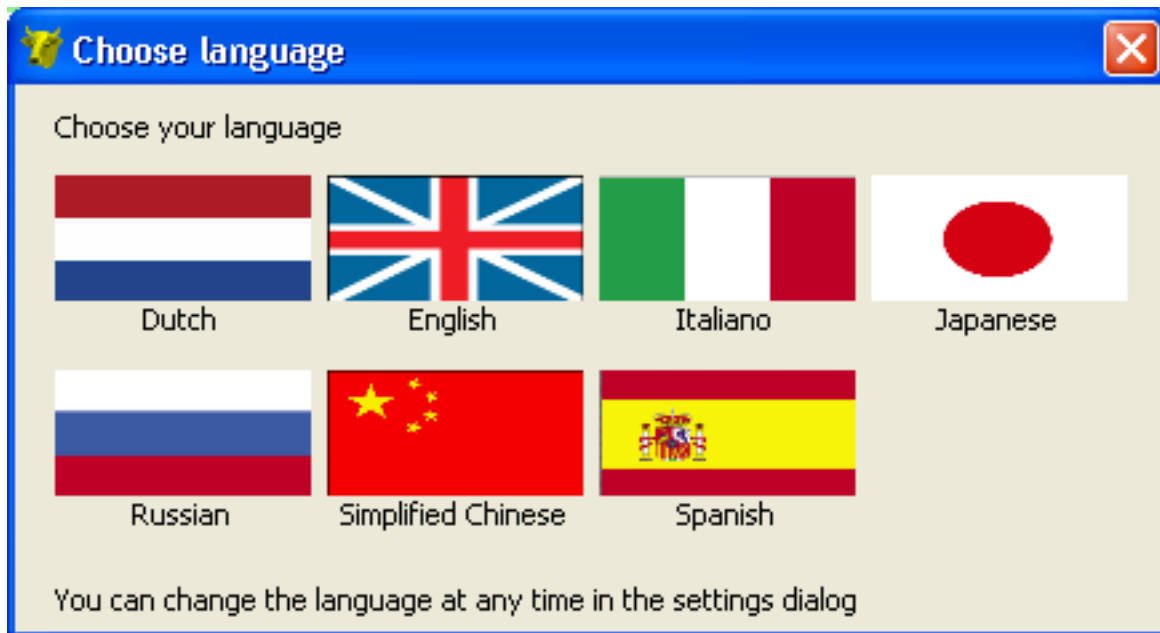 Choose language
Choose your language
Dutch English Italiano Japanese
Russian Simplified Chinese Spanish
You can change the language at any time in the settings dialog